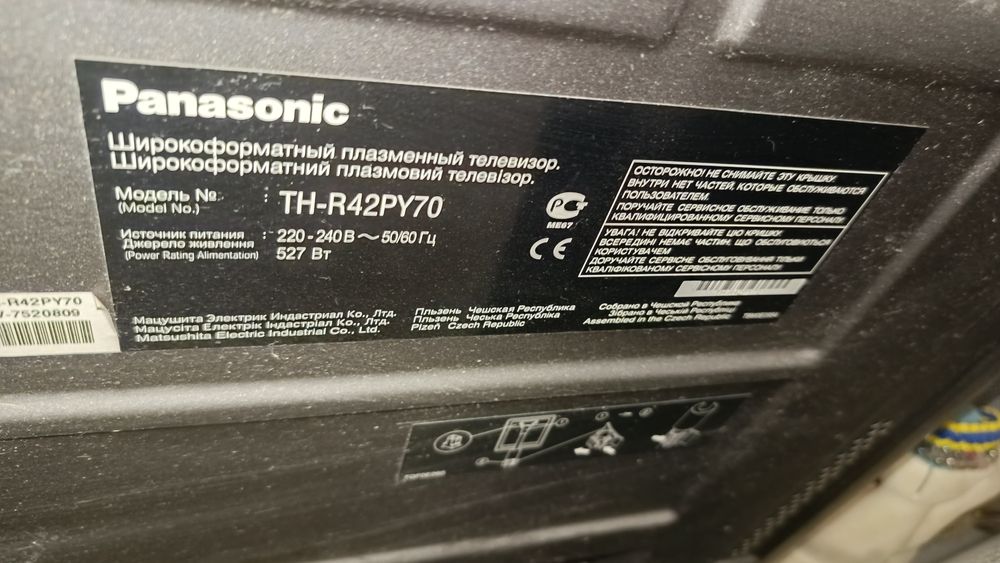 Panasonic
Широкоформатный плазменный телевизор.
Широкоформатний плазмовий телевізор.
Модель №
(Model No.)
: TH-R42PY70
Источник питания
Джерело живлення
(Power Rating Alimentation)
: 220-240В ~ 50/60 Гц
527 Вт
РС
МЕ67
CE
ОСТОРОЖНО! НЕ СНИМАЙТЕ ЭТУ КРЫШКУ.
ВНУТРИ НЕТ ЧАСТЕЙ, КОТОРЫЕ ОБСЛУЖИВАЮТСЯ
ПОЛЬЗОВАТЕЛЕМ.
ПОРУЧАЙТЕ СЕРВИСНОЕ ОБСЛУЖИВАНИЕ ТОЛЬКО
КВАЛИФИЦИРОВАННОМУ СЕРВИСНОМУ ПЕРСОНАЛУ.
УВАГА! НЕ ВІДКРИВАЙТЕ ЦЮ КРИШКУ.
ВСЕРЕДИНІ НЕМАЄ ЧАСТИН, ЩО ОБСЛУГОВУЮТЬСЯ
КОРИСТУВАЧЕМ
ДОРУЧАЙТЕ СЕРВІСНЕ ОБСЛУГОВУВАННЯ ТІЛЬКИ
КВАЛІФІКОВАНОМУ СЕРВІСНОМУ ПЕРСОНАЛУ
-R42PY70
-7520809
Мацушита Электрик Индастриал Ко., Лтд.
Мацусіта Електрік Індастріал Ко., Лтд.
Matsushita Electric Industrial Co., Ltd.
Пльзень Чешская Республика
Пльзень Чеська Республіка
Plzeň Czech Republic
Собрано в Чешской Республике
Зібрано в Чеській Республіці
Assembled in the Czech Republic